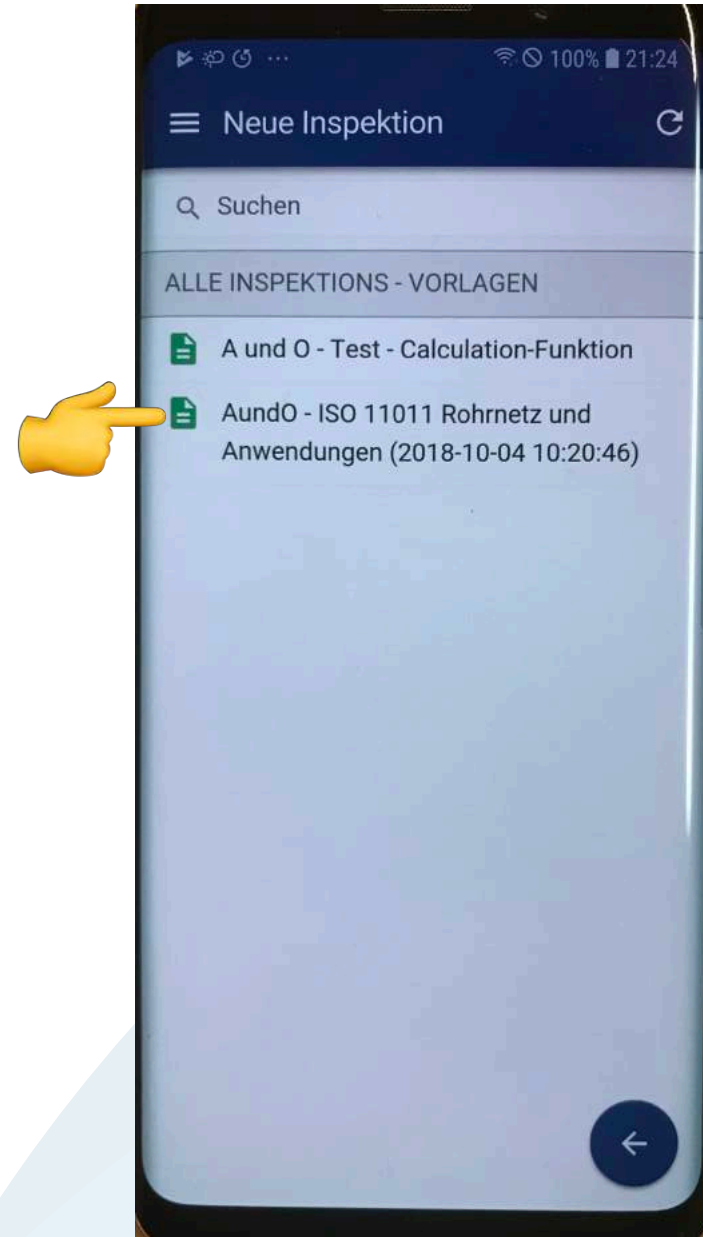 100% 21:24
Neue Inspektion
Suchen
ALLE INSPEKTIONS - VORLAGEN
A und O - Test - Calculation-Funktion
AundO - ISO 11011 Rohrnetz und
Anwendungen (2018-10-04 10:20:46)